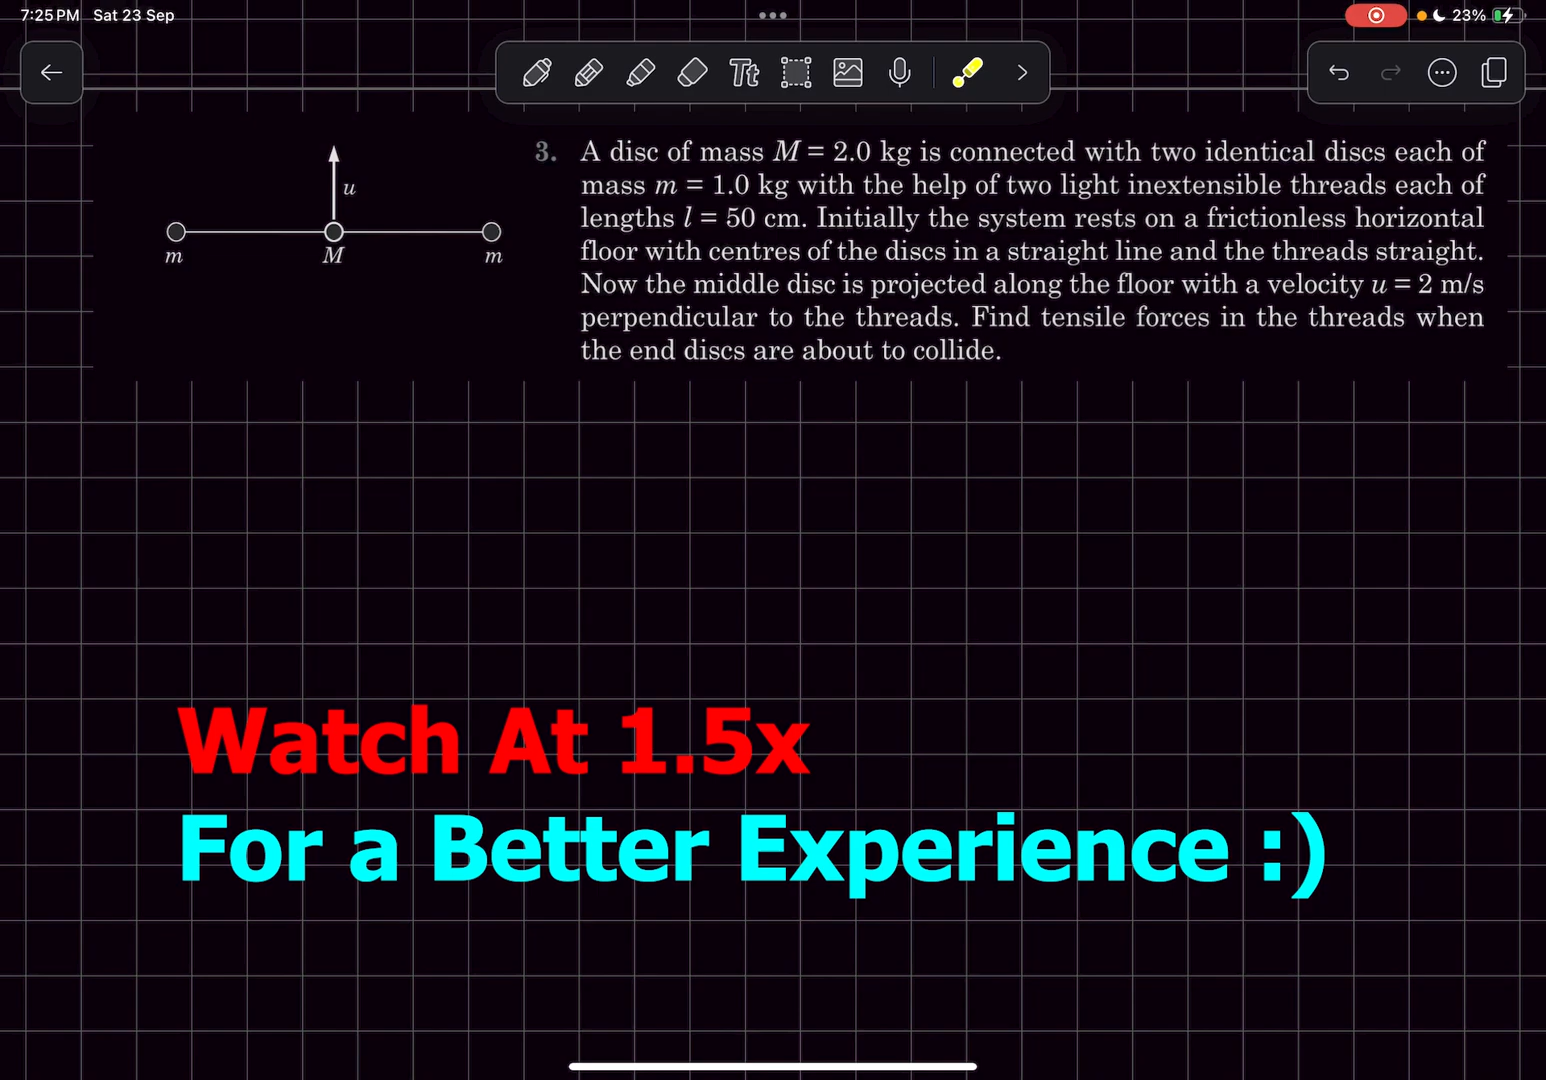 7:25 PM Sat 23 Sep
23%
Tt
u
m
M
m
3. A disc of mass M = 2.0 kg is connected with two identical discs each of
mass m = 1.0 kg with the help of two light inextensible threads each of
lengths l = 50 cm. Initially the system rests on a frictionless horizontal
floor with centres of the discs in a straight line and the threads straight.
Now the middle disc is projected along the floor with a velocity u = 2 m/s
perpendicular to the threads. Find tensile forces in the threads when
the end discs are about to collide.
Watch At 1.5x
For a Better Experience :)